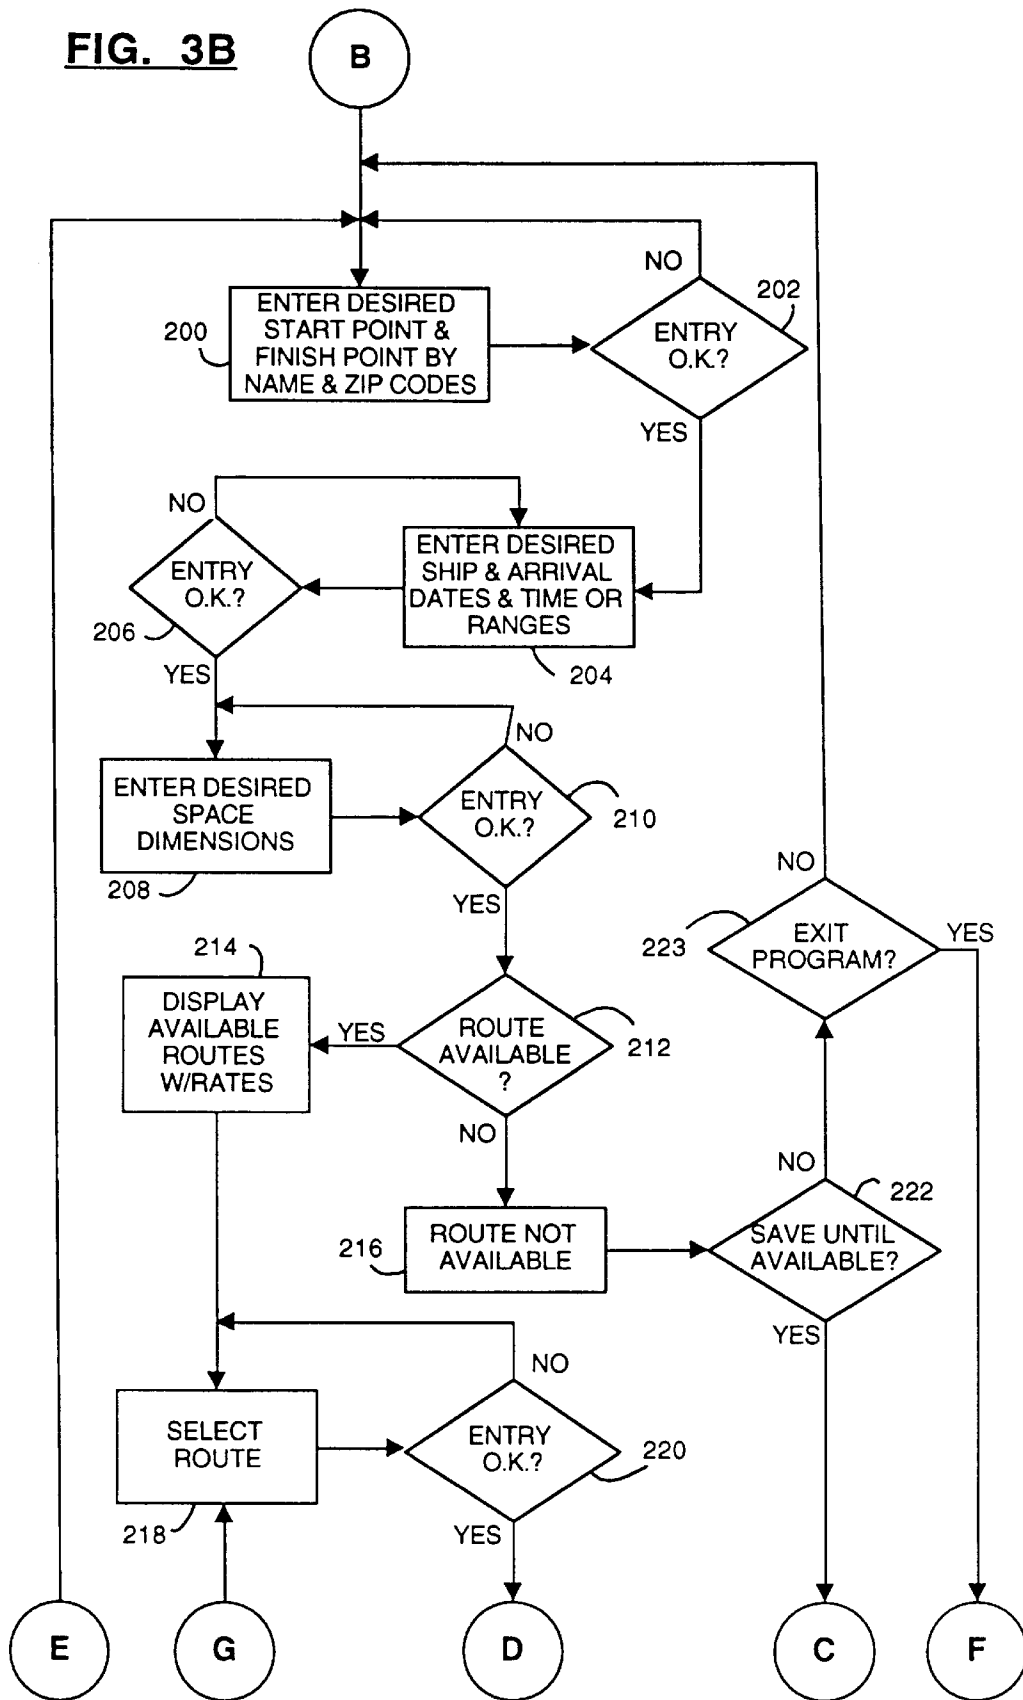 FIG. 3B
B
NO
202
ENTER DESIRED
START POINT &
FINISH POINT BY
NAME & ZIP CODES
200
ENTRY
O.K.?
YES
NO
ENTRY
O.K.?
206
ENTER DESIRED
SHIP & ARRIVAL
DATES & TIME OR
RANGES
204
YES
NO
ENTER DESIRED
SPACE
DIMENSIONS
208
ENTRY
O.K.?
210
YES
NO
223
EXIT
PROGRAM?
YES
214
DISPLAY
AVAILABLE
ROUTES
W/RATES
YES
ROUTE
AVAILABLE
?
212
NO
NO
222
216
ROUTE NOT
AVAILABLE
SAVE UNTIL
AVAILABLE?
YES
NO
SELECT
ROUTE
218
ENTRY
O.K.?
220
YES
E
G
D
C
F